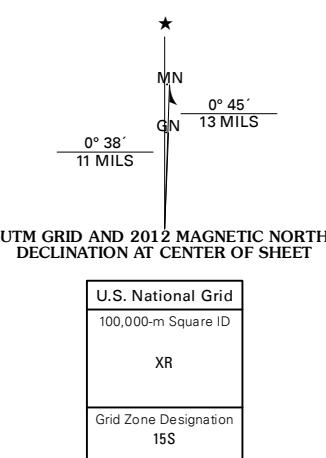 ★
MN
GN
0° 45´
13 MILS
0° 38´
11 MILS
UTM GRID AND 2012 MAGNETIC NORTH
DECLINATION AT CENTER OF SHEET
U.S. National Grid
100,000-m Square ID
XR
Grid Zone Designation
15S